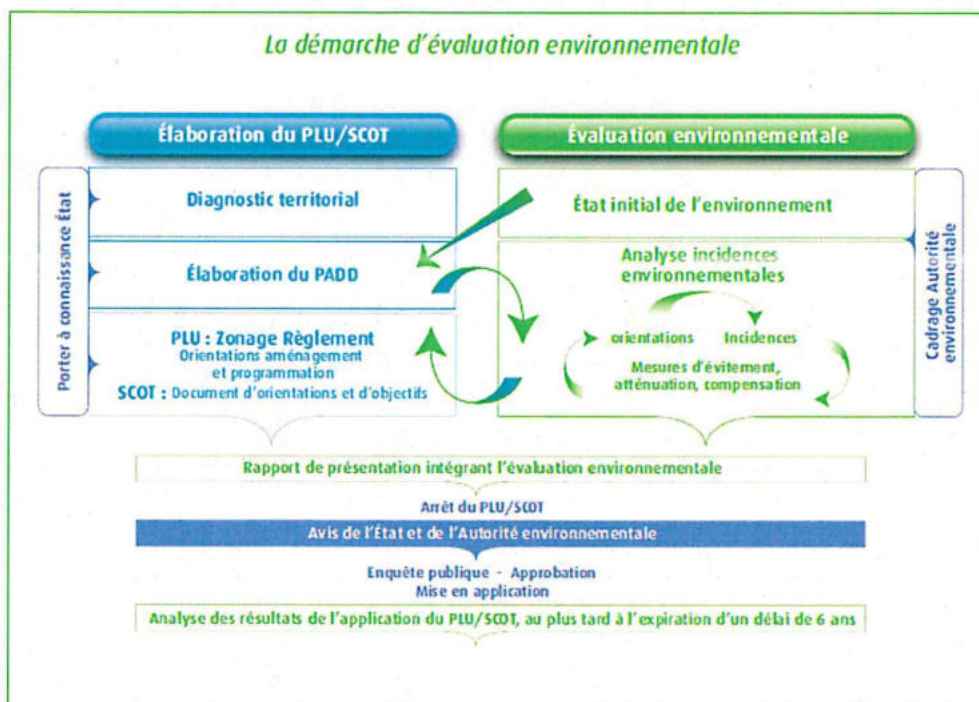 La démarche d'évaluation environnementale
Élaboration du PLU/SCOT
Évaluation environnementale
Porter à connaissance État
Diagnostic territorial
Élaboration du PADD
PLU : Zonage Règlement
Orientations aménagement
et programmation
SCOT : Document d'orientations et d'objectifs
État initial de l'environnement
Analyse incidences
environnementales
orientations
Incidences
Mesures d'évitement,
atténuation, compensation
Cadrage Autorité
environnementale
Rapport de présentation intégrant l'évaluation environnementale
Arrêt du PLU/SCOT
Avis de l'État et de l'Autorité environnementale
Enquête publique - Approbation
Mise en application
Analyse des résultats de l'application du PLU/SCOT, au plus tard à l'expiration d'un délai de 6 ans